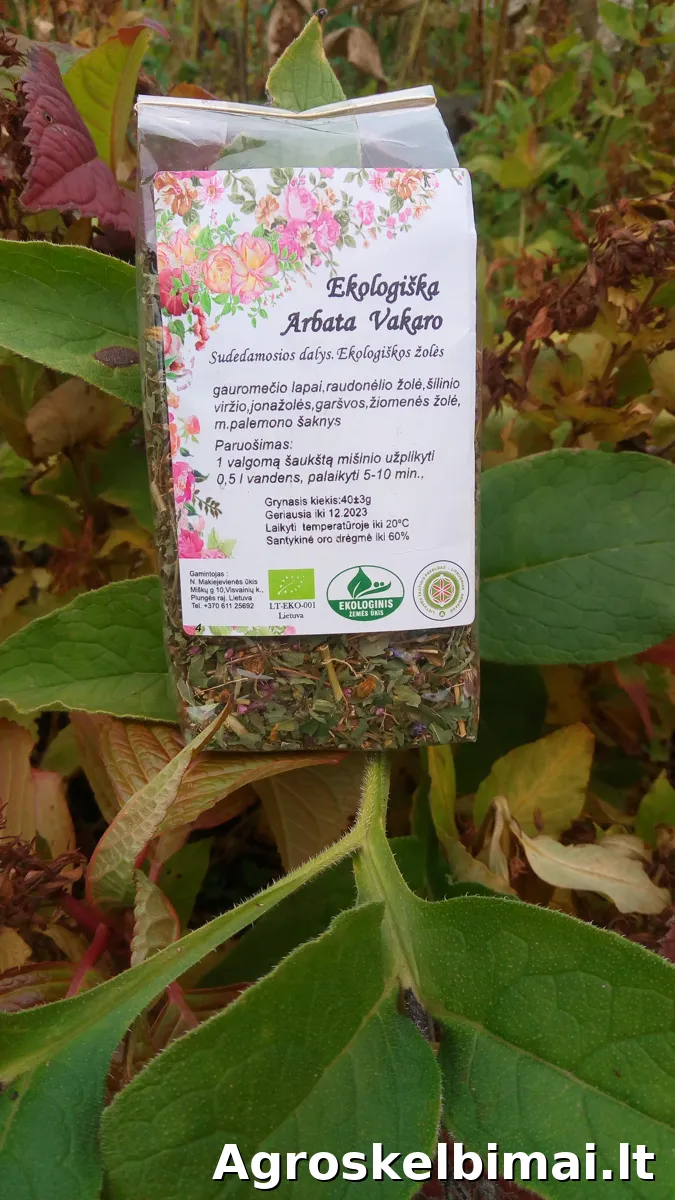 Ekologiška
Arbata Vakaro
Sudedamosios dalys.Ekologiškos žolės
gauromečio lapai,raudonėlio žolė,šilinio
viržio,jonažolės,garšvos,žiomenės žolė,
m.palemono šaknys
Paruošimas:
1 valgomą šaukštą mišinio užplikyti
0,5 l vandens, palaikyti 5-10 min.,
Grynasis kiekis:40±3g
Geriausia iki 12.2023
Laikyti temperatūroje iki 20°C
Santykinė oro drėgmė iki 60%
Gamintojas :
N. Makiejevienės ūkis
Miškų g 10,Visvainių k.,
Plungės raj. Lietuva
Tel. +370 611 25692
LT-EKO-001
Lietuva
EKOLOGINIS
ŽEMĖS ŪKIS
4
Agroskelbimai.lt